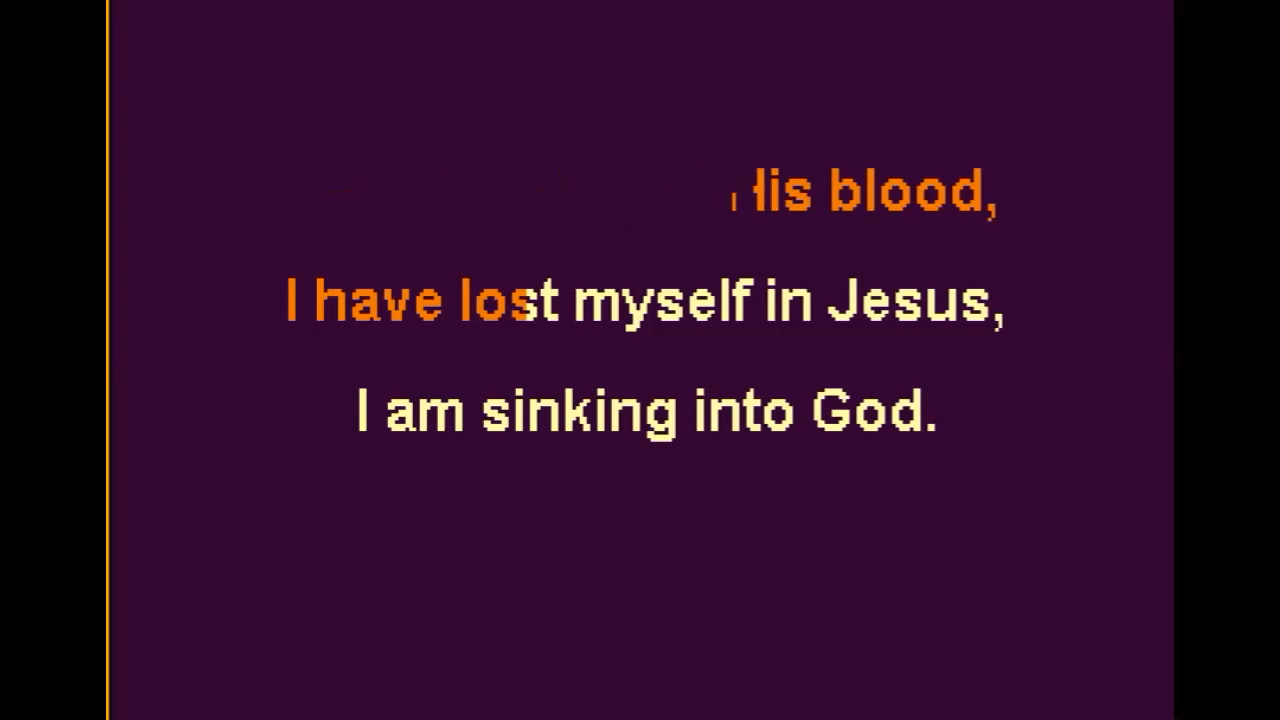 His blood,
I have lost myself in Jesus,
I am sinking into God.